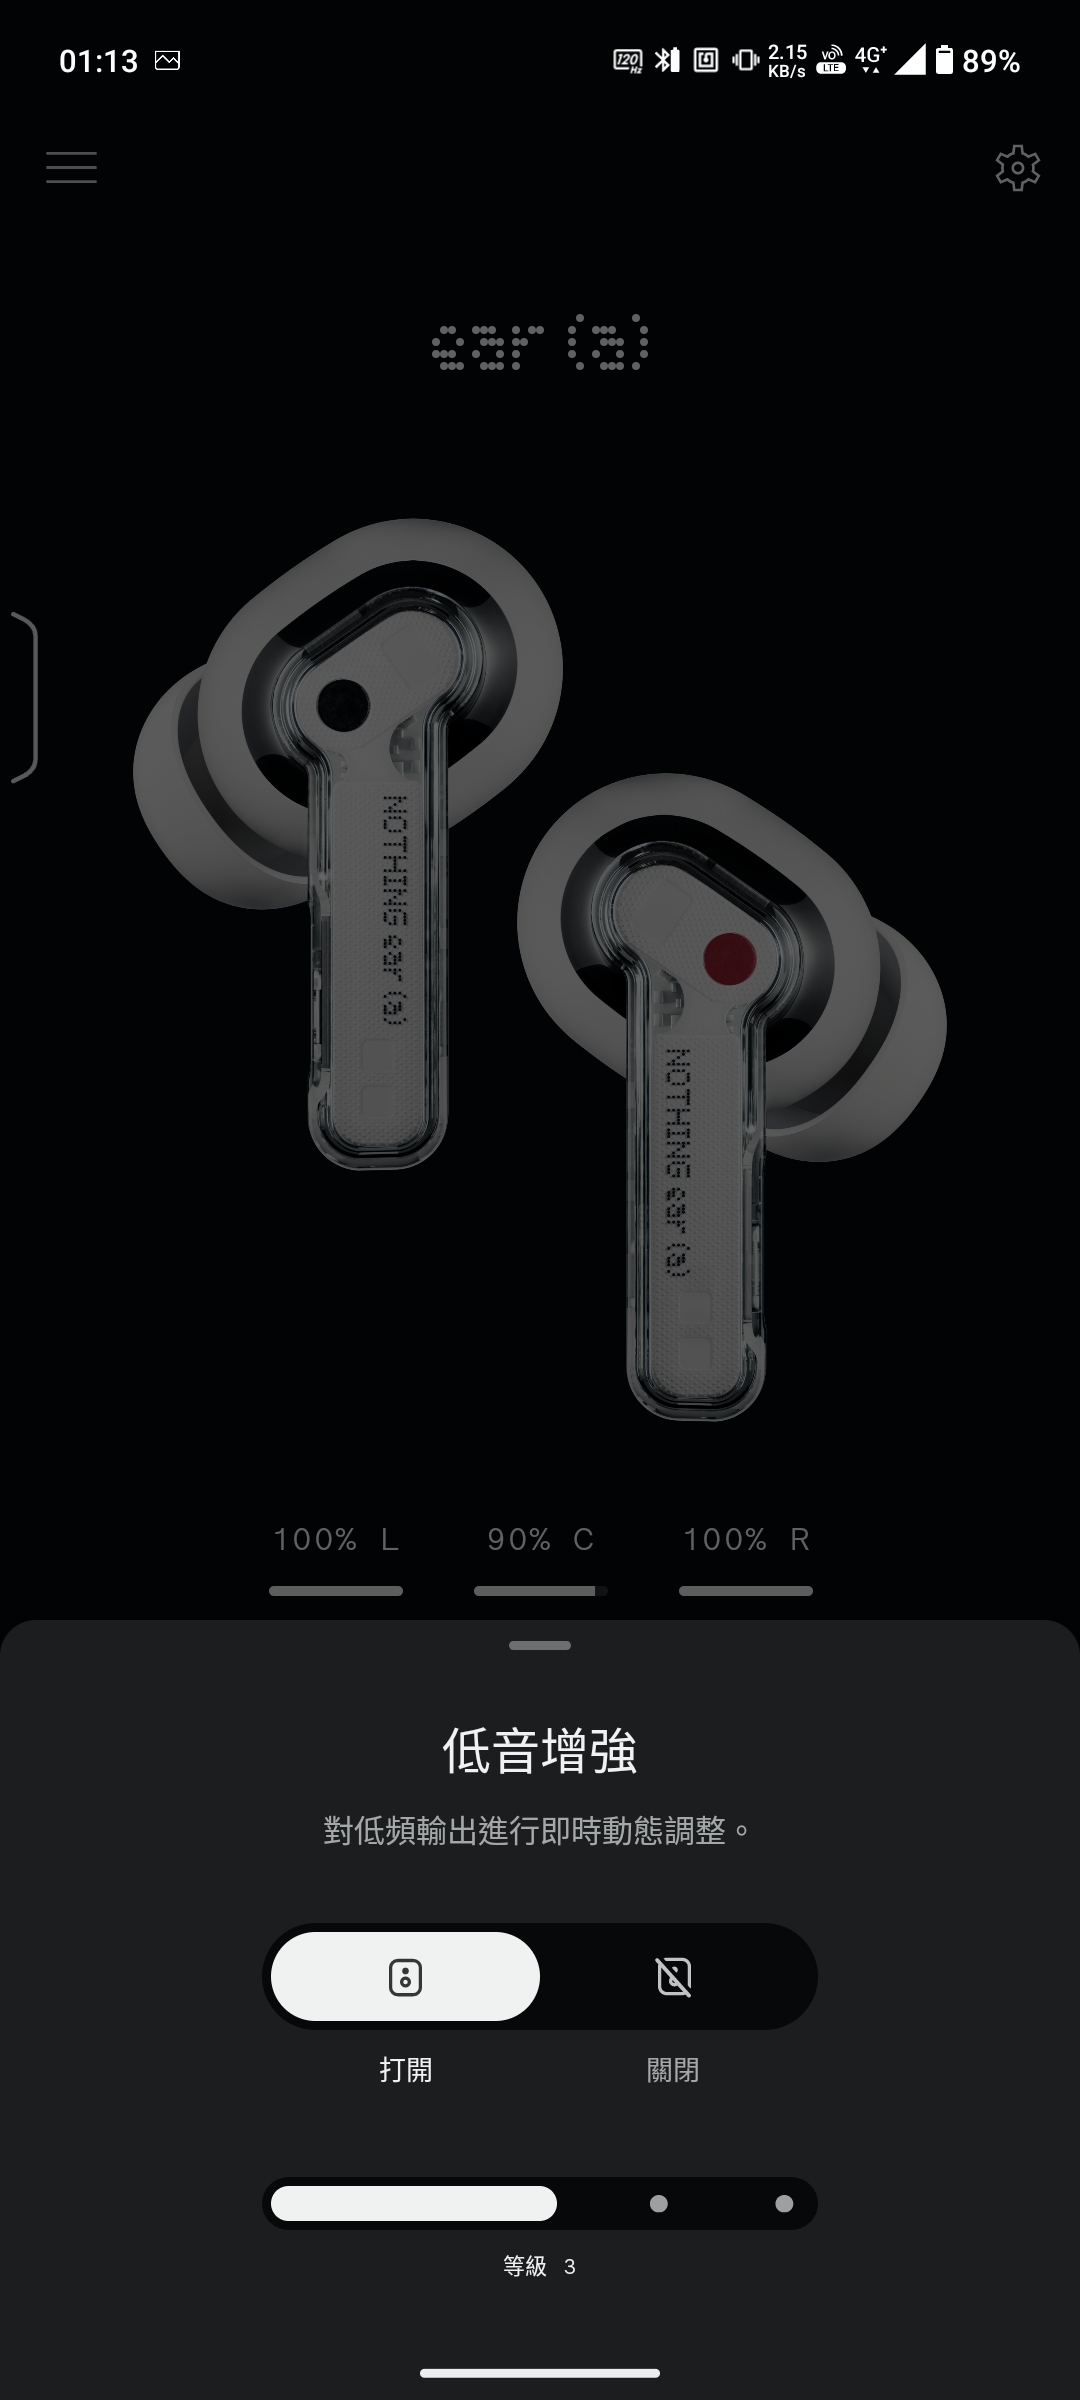 01:13 120 Hz 2.15 KB/s VO LTE 4G+ 89%
ear (a)
NOTHING ear (a)
NOTHING ear (a)
100% L 90% C 100% R
低音增強
對低頻輸出進行即時動態調整。
打開 關閉
等級 3